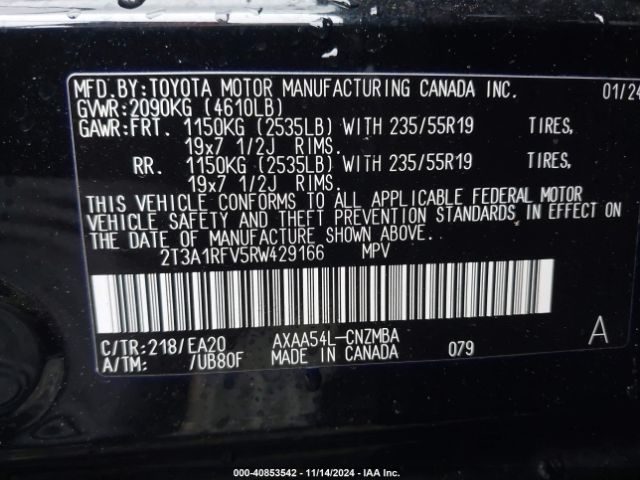 MFD.BY:TOYOTA MOTOR MANUFACTURING CANADA INC. 01/24
GVWR:2090KG (4610LB)
GAWR:FRT. 1150KG (2535LB) WITH 235/55R19 TIRES,
19x7 1/2J RIMS.
RR. 1150KG (2535LB) WITH 235/55R19 TIRES,
19x7 1/2J RIMS.
THIS VEHICLE CONFORMS TO ALL APPLICABLE FEDERAL MOTOR
VEHICLE SAFETY AND THEFT PREVENTION STANDARDS IN EFFECT ON
THE DATE OF MANUFACTURE SHOWN ABOVE.
2T3A1RFV5RW429166 MPV
C/TR:218/EA20 AXAA54L-CNZMBA A
A/TM: /UB80F MADE IN CANADA 079
000-40853542 - 11/14/2024 - IAA Inc.